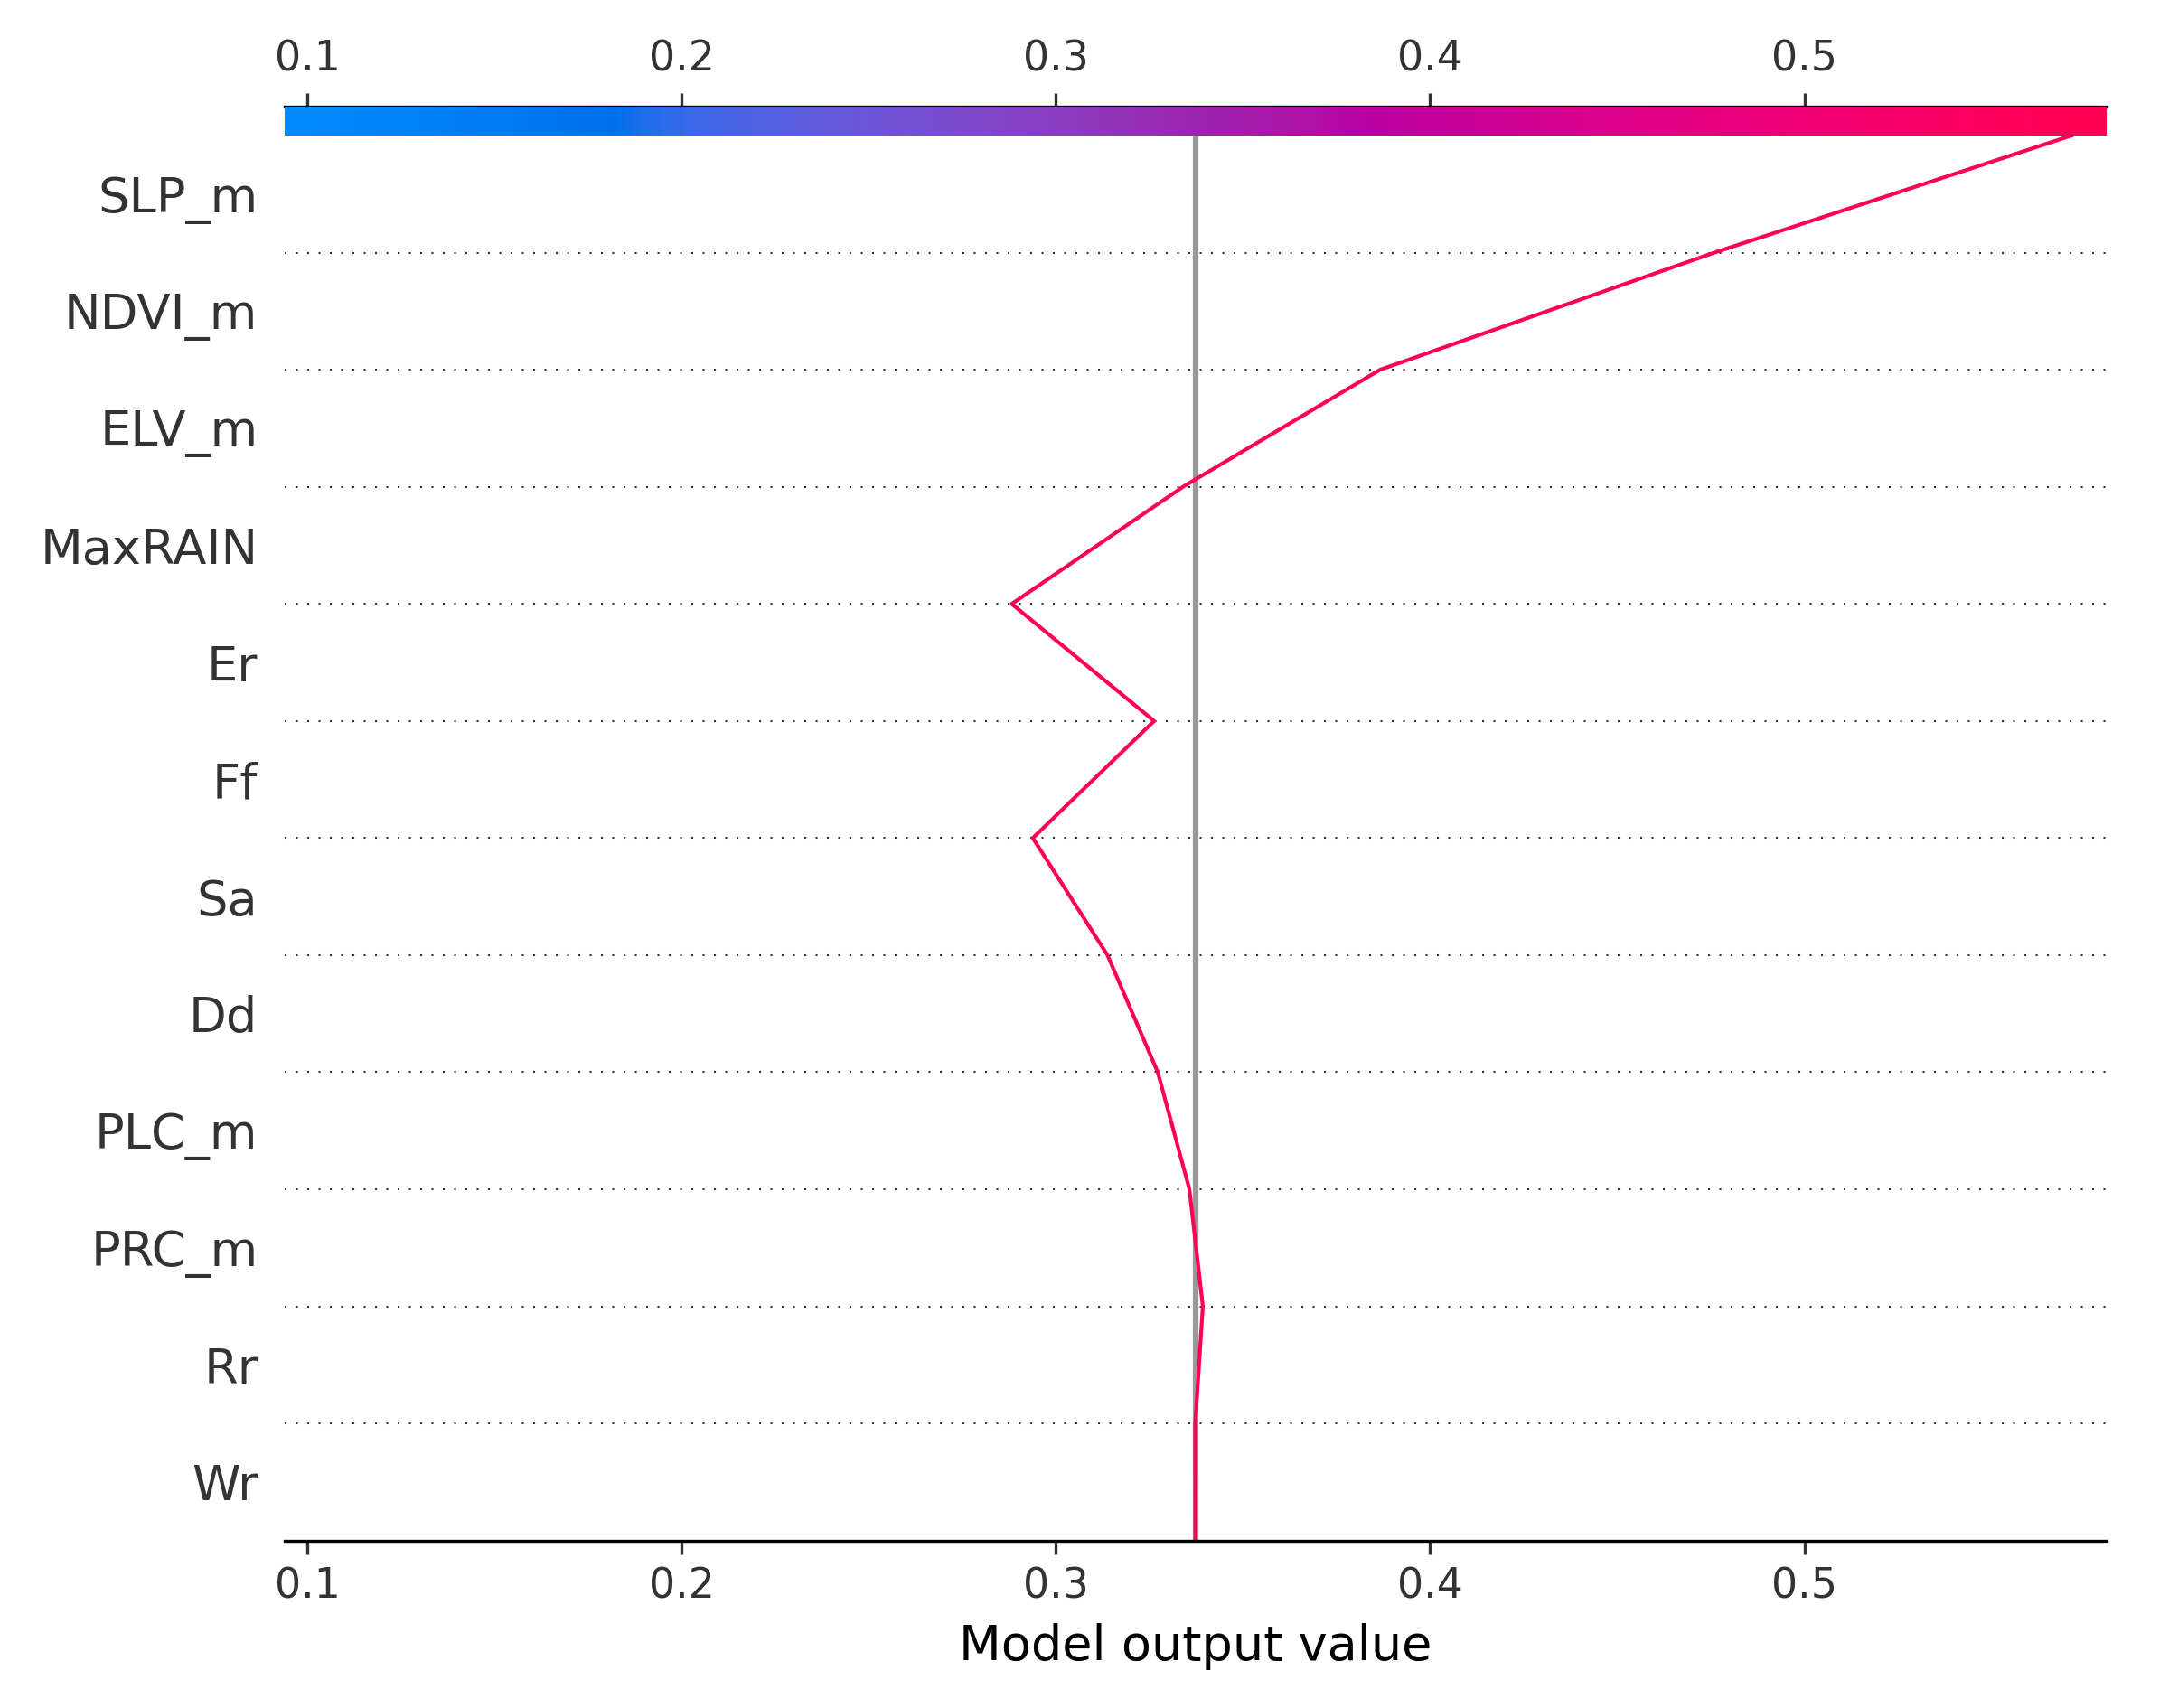 0.1 0.2 0.3 0.4 0.5
SLP_m
NDVI_m
ELV_m
MaxRAIN
Er
Ff
Sa
Dd
PLC_m
PRC_m
Rr
Wr
0.1 0.2 0.3 0.4 0.5
Model output value